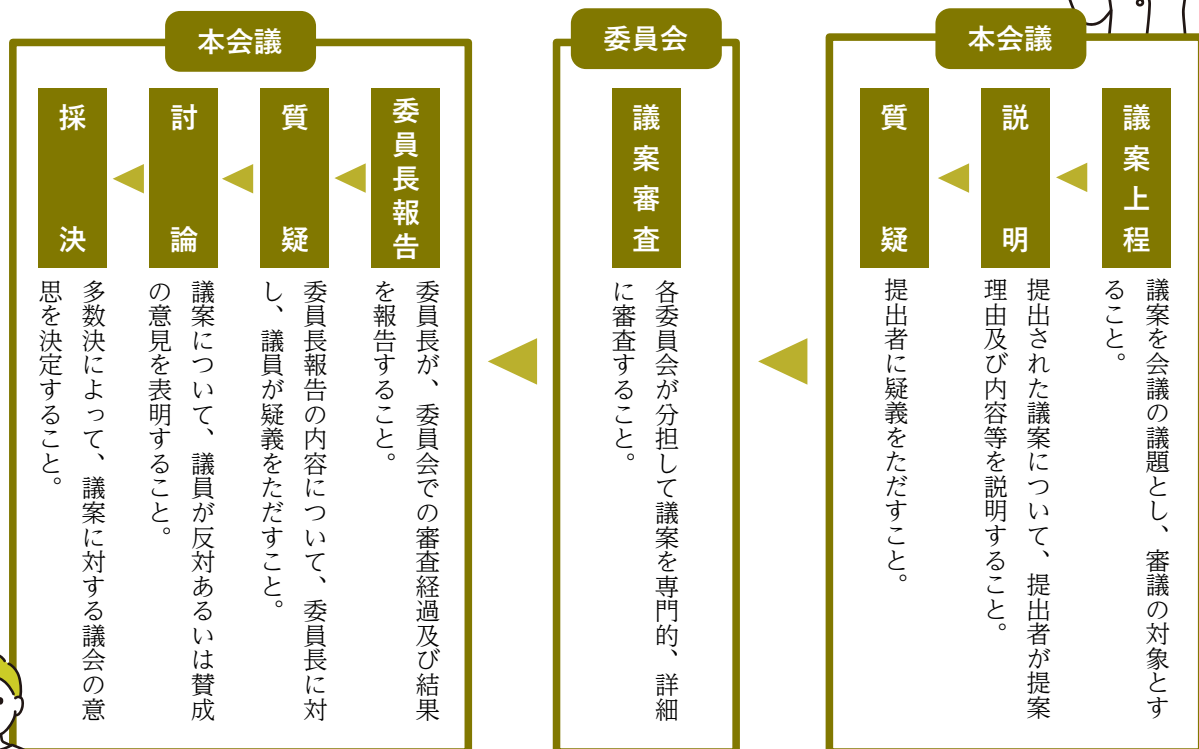 本会議
議案上程
議案を会議の議題とし、審議の対象とす
ること。
説明
提出された議案について、提出者が提案
理由及び内容等を説明すること。
質疑
提出者に疑義をただすこと。
委員会
議案審査
各委員会が分担して議案を専門的、詳細
に審査すること。
本会議
委員長報告
委員長が、委員会での審査経過及び結果
を報告すること。
質疑
委員長報告の内容について、委員長に対
し、議員が疑義をただすこと。
討論
議案について、議員が反対あるいは賛成
の意見を表明すること。
採決
多数決によって、議案に対する議会の意
思を決定すること。